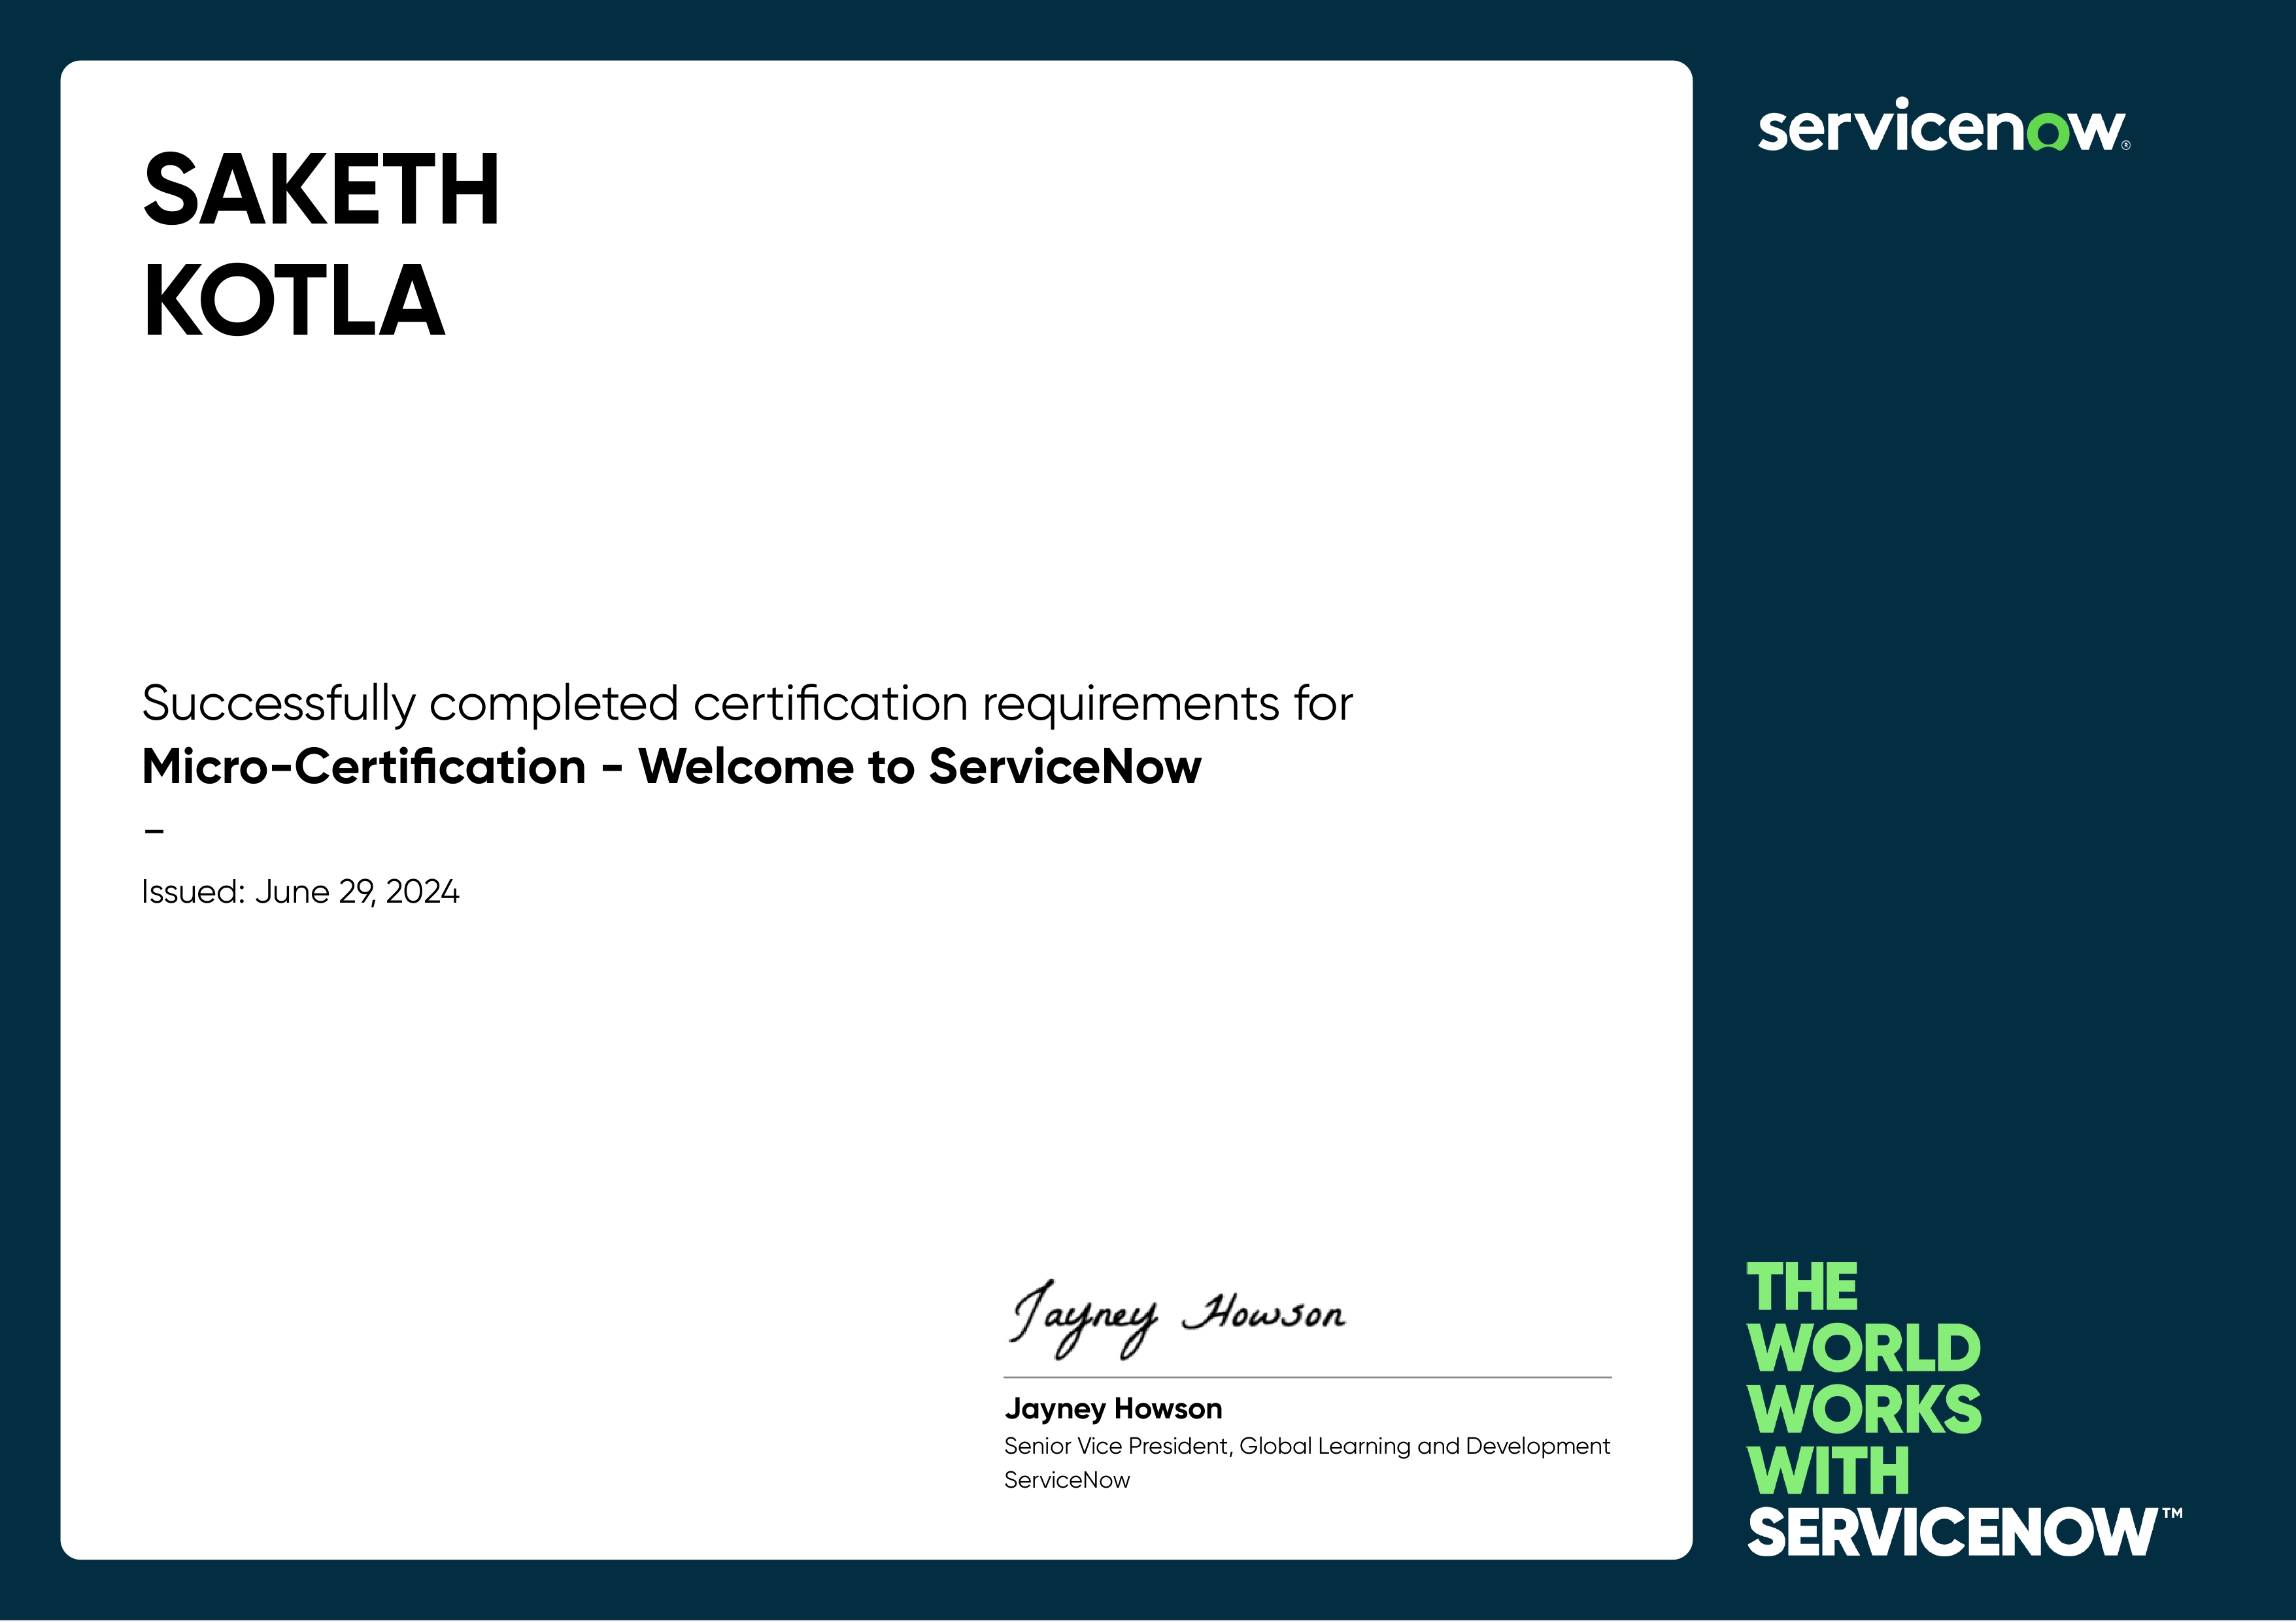 SAKETH
KOTLA
Successfully completed certification requirements for
Micro-Certification - Welcome to ServiceNow
–
Issued: June 29, 2024
Jayney Howson
Jayney Howson
Senior Vice President, Global Learning and Development
ServiceNow
servicenow®
THE
WORLD
WORKS
WITH
SERVICENOW™